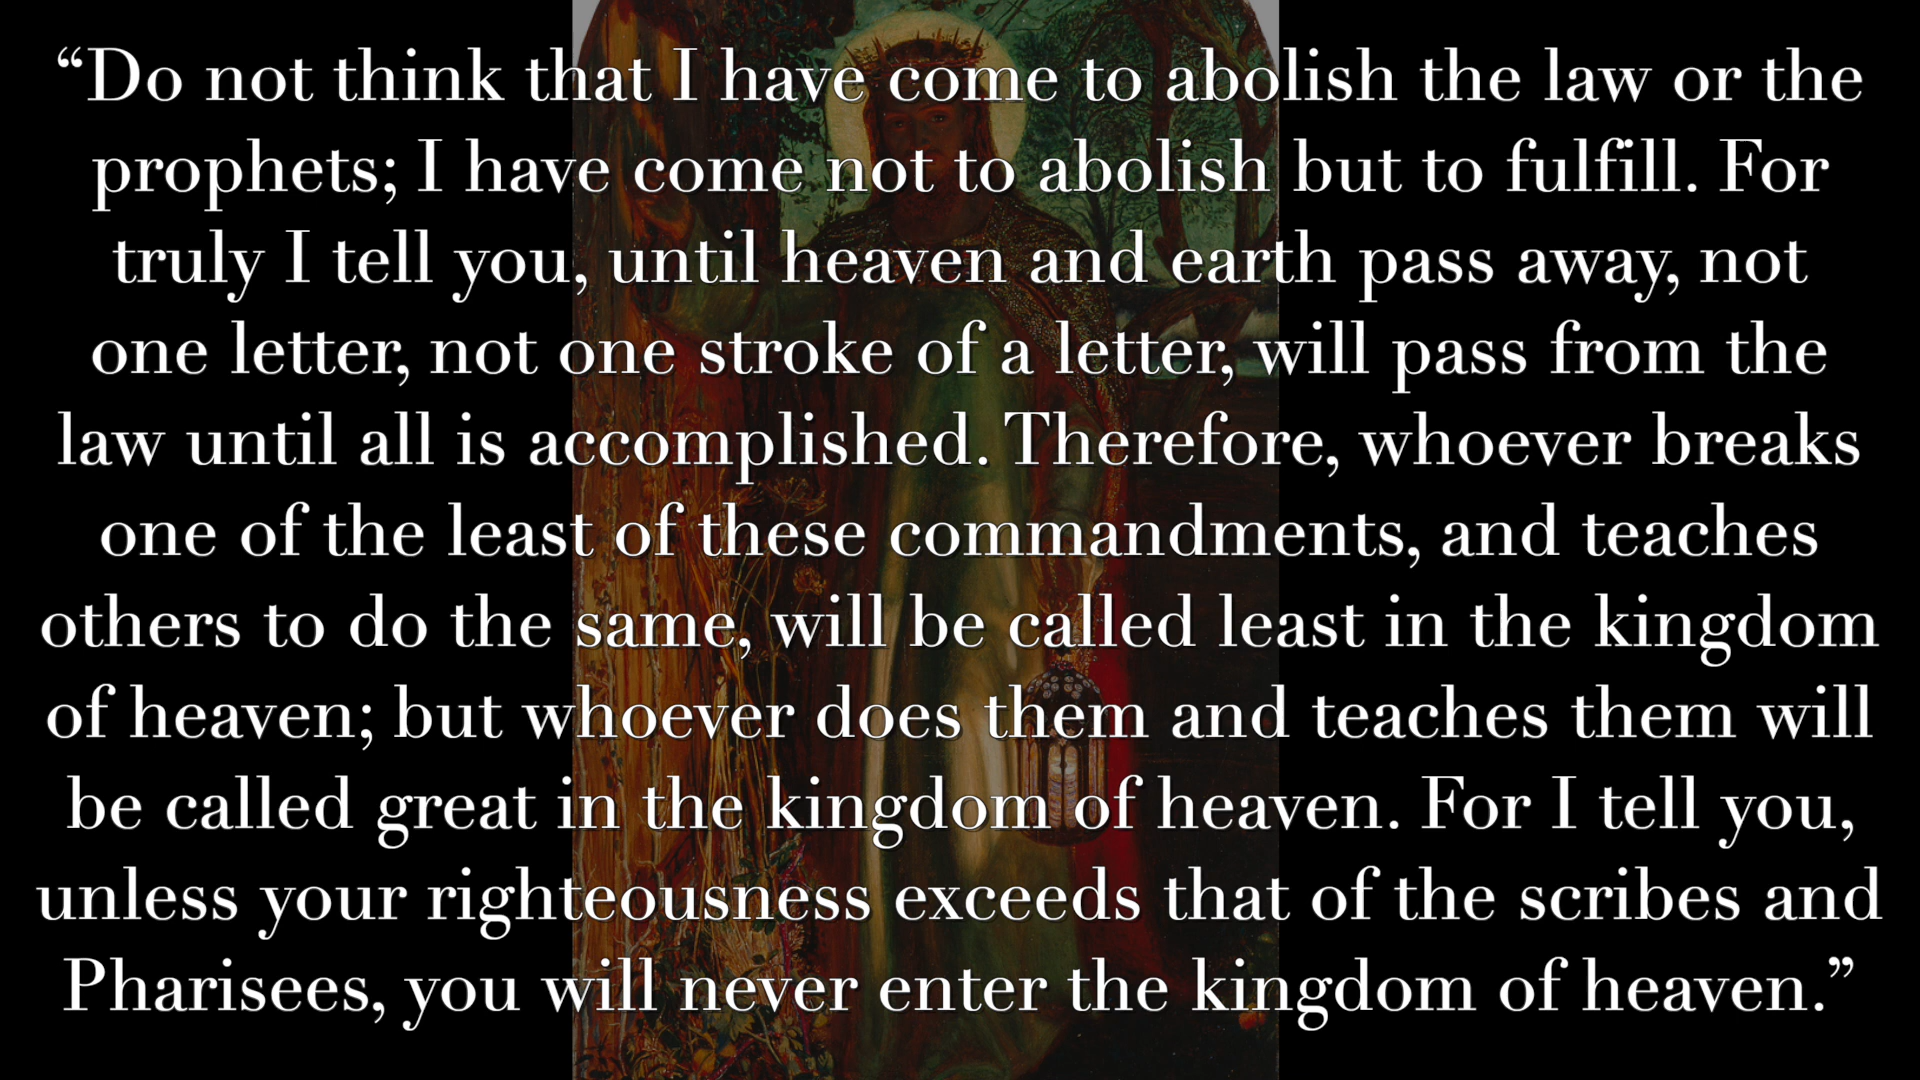 “Do not think that I have come to abolish the law or the
prophets; I have come not to abolish but to fulfill. For
truly I tell you, until heaven and earth pass away, not
one letter, not one stroke of a letter, will pass from the
law until all is accomplished. Therefore, whoever breaks
one of the least of these commandments, and teaches
others to do the same, will be called least in the kingdom
of heaven; but whoever does them and teaches them will
be called great in the kingdom of heaven. For I tell you,
unless your righteousness exceeds that of the scribes and
Pharisees, you will never enter the kingdom of heaven.”